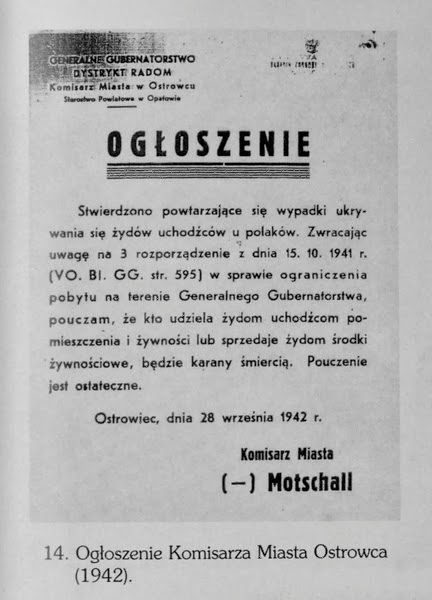 GENERALNE GUBERNATORSTWO
DYSTRYKT RADOM
Komisarz Miasta w Ostrowcu
Starostwo Powiatowe w Opatowie
OGŁOSZENIE
Stwierdzono powtarzające się wypadki ukry-
wania się żydów uchodźców u polaków. Zwracając
uwagę na 3 rozporządzenie z dnia 15. 10. 1941 r.
(VO. Bl. GG. str. 595) w sprawie ograniczenia
pobytu na terenie Generalnego Gubernatorstwa,
pouczam, że kto udziela żydom uchodźcom po-
mieszczenia i żywności lub sprzedaje żydom środki
żywnościowe, będzie karany śmiercią. Pouczenie
jest ostateczne.
Ostrowiec, dnia 28 września 1942 r.
Komisarz Miasta
(—) Motschall
14. Ogłoszenie Komisarza Miasta Ostrowca
(1942).